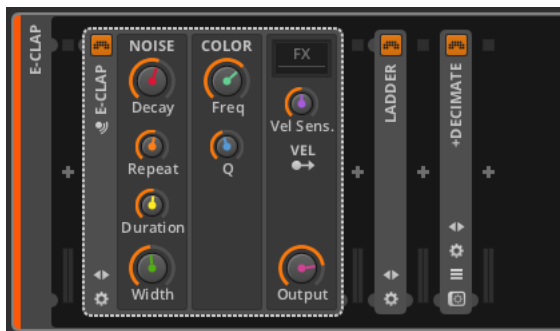 E-CLAP
E-CLAP
NOISE
Decay
Repeat
Duration
Width
COLOR
Freq
Q
FX
Vel Sens.
VEL
Output
LADDER
+DECIMATE